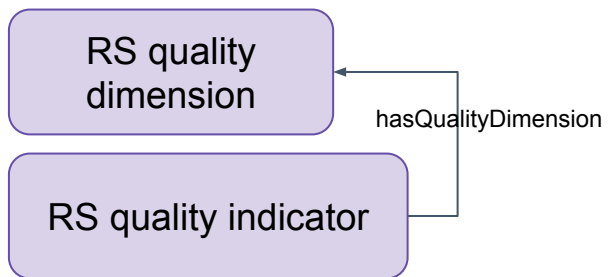 RS quality
dimension
hasQualityDimension
RS quality indicator